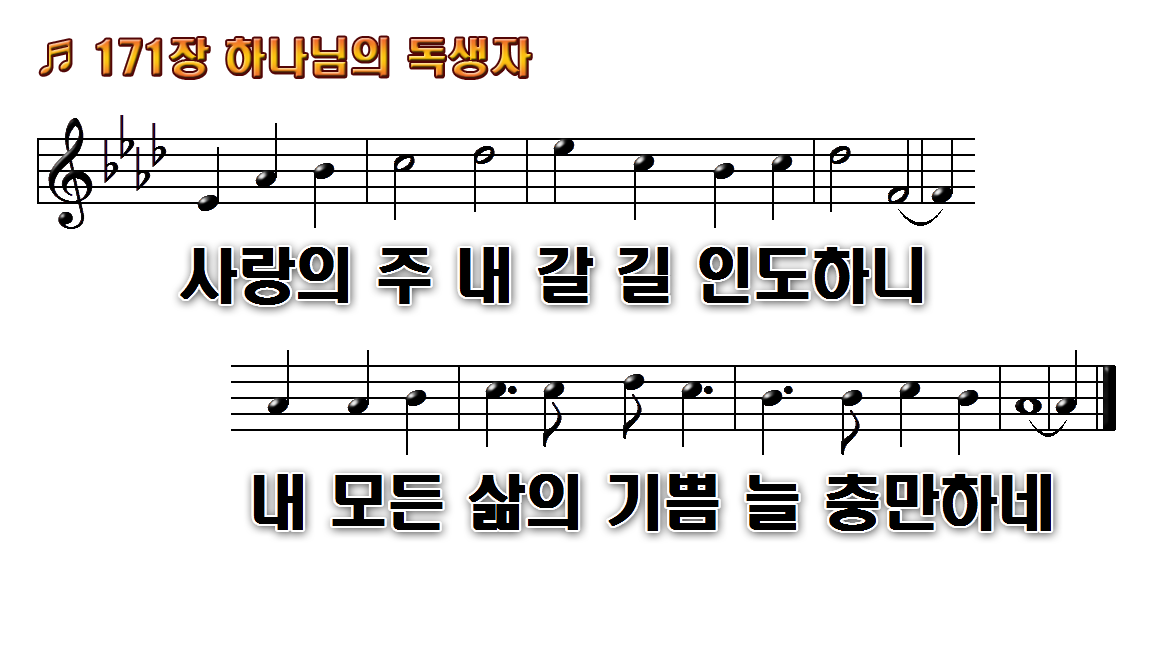 171장 하나님의 독생자
사랑의 주 내 갈 길 인도하니
내 모든 삶의 기쁨 늘 충만하네